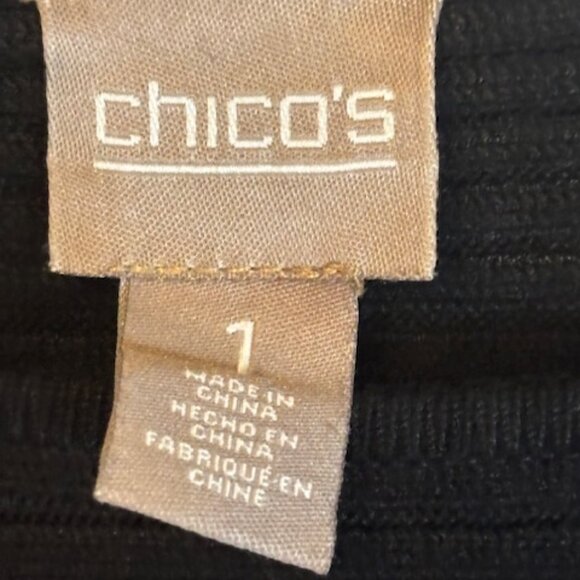 chico's
1
MADE IN
CHINA
HECHO EN
CHINA
FABRIQUÉ EN
CHINE